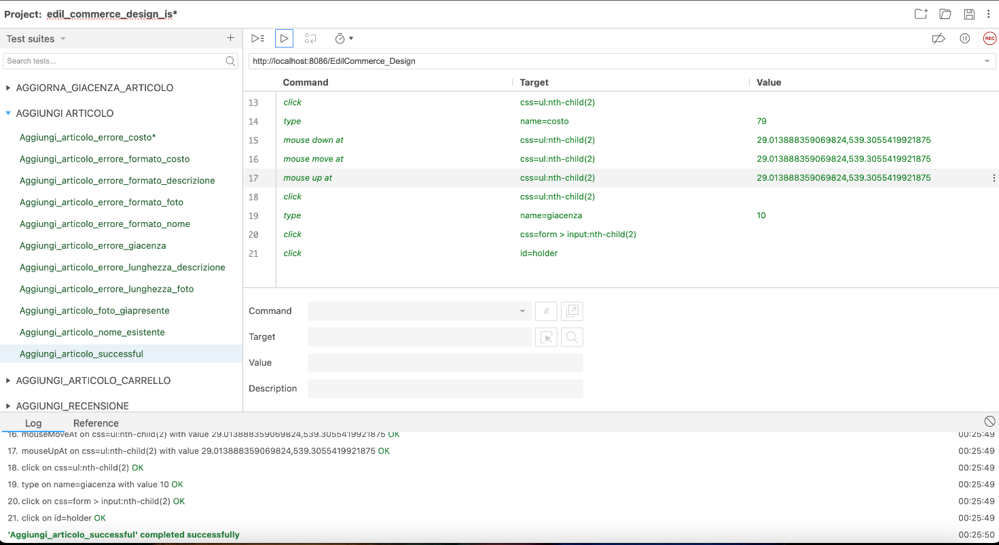 Project: edil_commerce_design_is*
Test suites
Search tests...
AGGIORNA_GIACENZA_ARTICOLO
AGGIUNGI ARTICOLO
Aggiungi_articolo_errore_costo*
Aggiungi_articolo_errore_formato_costo
Aggiungi_articolo_errore_formato_descrizione
Aggiungi_articolo_errore_formato_foto
Aggiungi_articolo_errore_formato_nome
Aggiungi_articolo_errore_giacenza
Aggiungi_articolo_errore_lunghezza_descrizione
Aggiungi_articolo_errore_lunghezza_foto
Aggiungi_articolo_foto_giapresente
Aggiungi_articolo_nome_esistente
Aggiungi_articolo_successful
AGGIUNGI_ARTICOLO_CARRELLO
AGGIUNGI_RECENSIONE
REC
http://localhost:8086/EdilCommerce_Design
Command Target Value
13 click css=ul:nth-child(2)
14 type name=costo 79
15 mouse down at css=ul:nth-child(2) 29.013888359069824,539.3055419921875
16 mouse move at css=ul:nth-child(2) 29.013888359069824,539.3055419921875
17 mouse up at css=ul:nth-child(2) 29.013888359069824,539.3055419921875
18 click css=ul:nth-child(2)
19 type name=giacenza 10
20 click css=form > input:nth-child(2)
21 click id=holder
Command //
Target
Value
Description
Log Reference
16. mouseMoveAt on css=ul:nth-child(2) with value 29.013888359069824,539.3055419921875 OK 00:25:49
17. mouseUpAt on css=ul:nth-child(2) with value 29.013888359069824,539.3055419921875 OK 00:25:49
18. click on css=ul:nth-child(2) OK 00:25:49
19. type on name=giacenza with value 10 OK 00:25:49
20. click on css=form > input:nth-child(2) OK 00:25:49
21. click on id=holder OK 00:25:49
'Aggiungi_articolo_successful' completed successfully 00:25:50